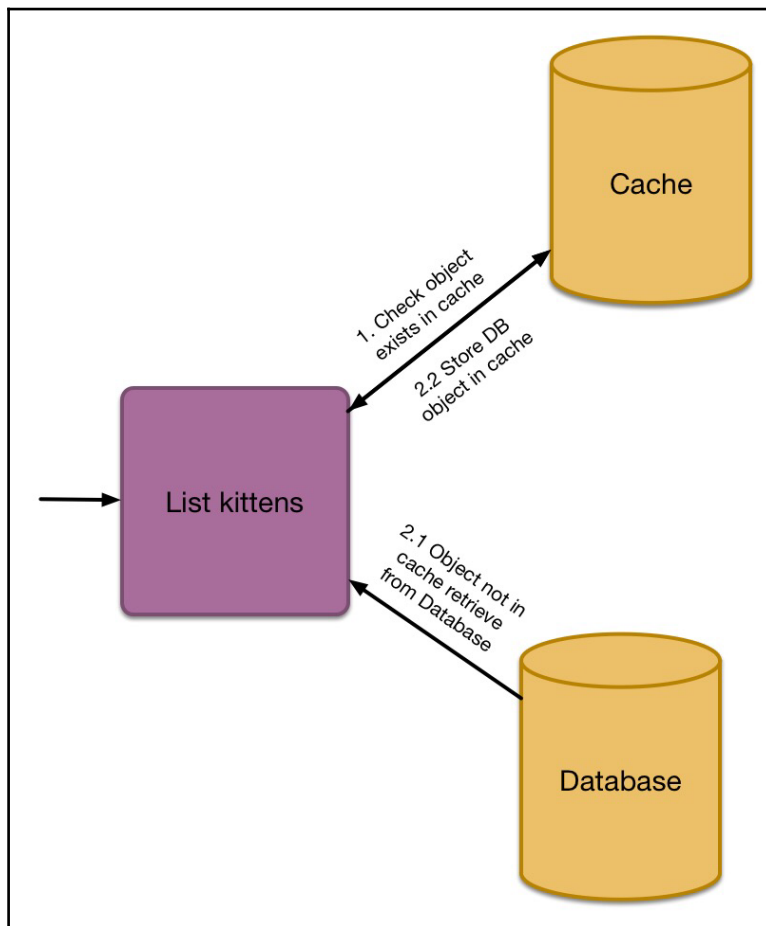 Cache
1. Check object
exists in cache
2.2 Store DB
object in cache
List kittens
2.1 Object not in
cache retrieve
from Database
Database